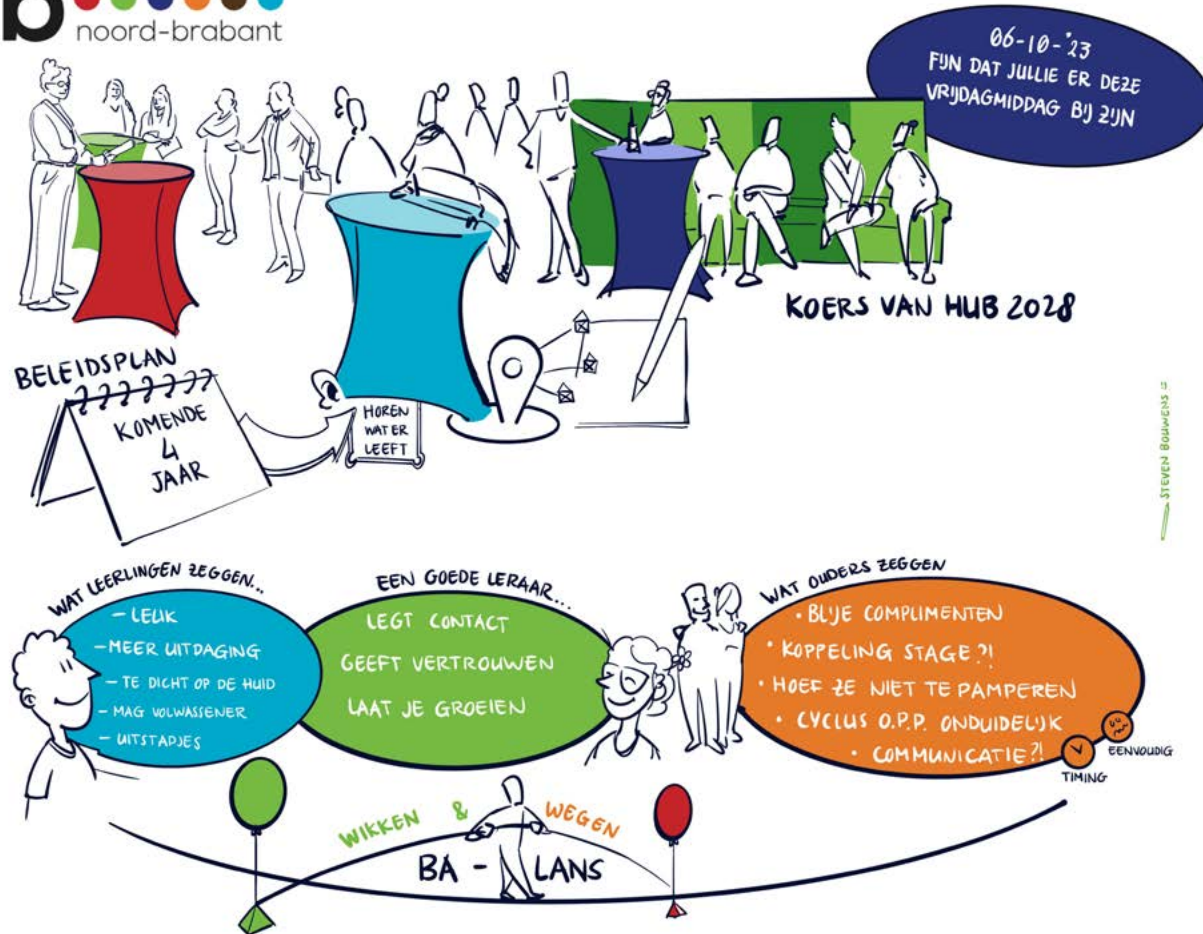 b
noord-brabant
06-10-'23
FIJN DAT JULLIE ER DEZE
VRIJDAGMIDDAG BIJ ZIJN
KOERS VAN HUB 2028
BELEIDSPLAN
KOMENDE
4
JAAR
HOREN
WAT ER
LEEFT
STEVEN BOUWENS
WAT LEERLINGEN ZEGGEN...
- LEUK
- MEER UITDAGING
- TE DICHT OP DE HUID
- MAG VOLWASSENER
- UITSTAPJES
EEN GOEDE LERAAR...
LEGT CONTACT
GEEFT VERTROUWEN
LAAT JE GROEIEN
WAT OUDERS ZEGGEN
• BLIJE COMPLIMENTEN
• KOPPELING STAGE?!
• HOEF ZE NIET TE PAMPEREN
• CYCLUS O.P.P. ONDUIDELIJK
• COMMUNICATIE?!
EENVOUDIG
TIMING
WIKKEN & WEGEN
BA - LANS